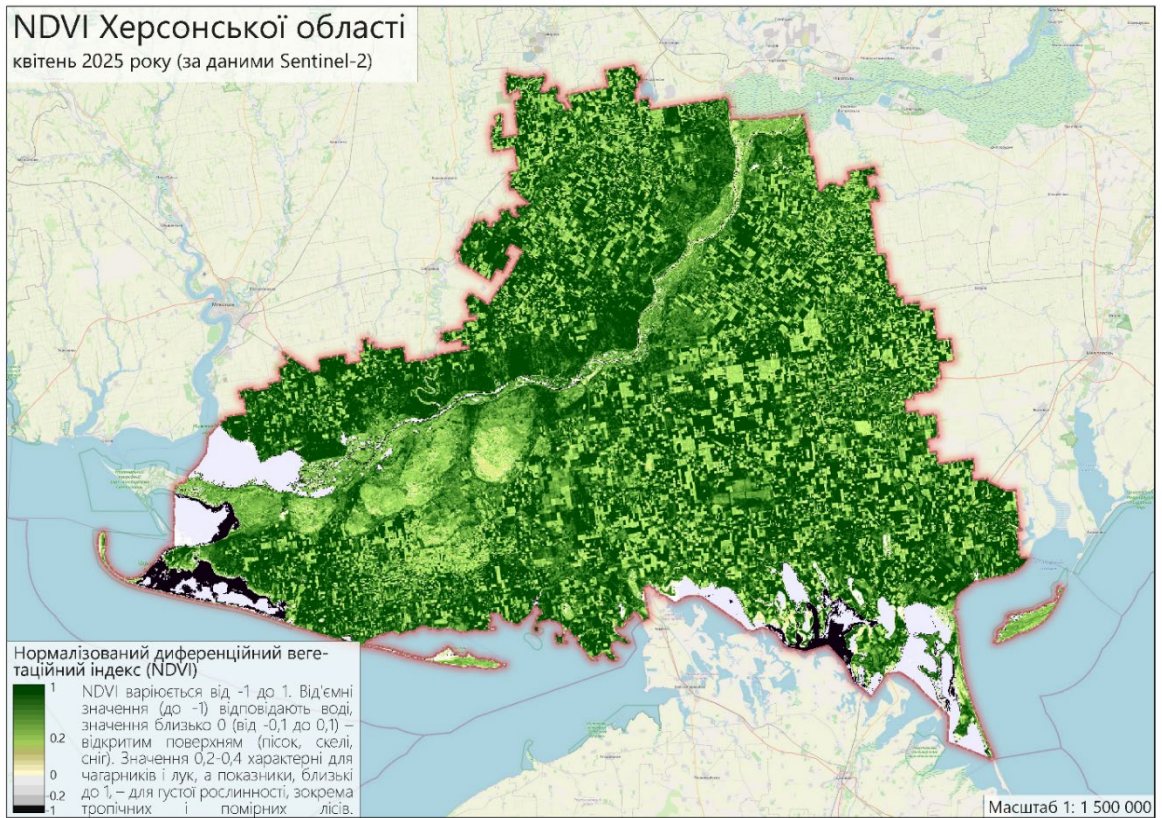 NDVI Херсонської області
квітень 2025 року (за даними Sentinel-2)
Нормалізований диференційний веге-
таційний індекс (NDVI)
1
0.2
0
-0.2
-1
NDVI варіюється від -1 до 1. Від'ємні
значення (до -1) відповідають воді,
значення близько 0 (від -0,1 до 0,1) –
відкритим поверхням (пісок, скелі,
сніг). Значення 0,2-0,4 характерні для
чагарників і лук, а показники, близькі
до 1, – для густої рослинності, зокрема
тропічних і помірних лісів.
Масштаб 1: 1 500 000